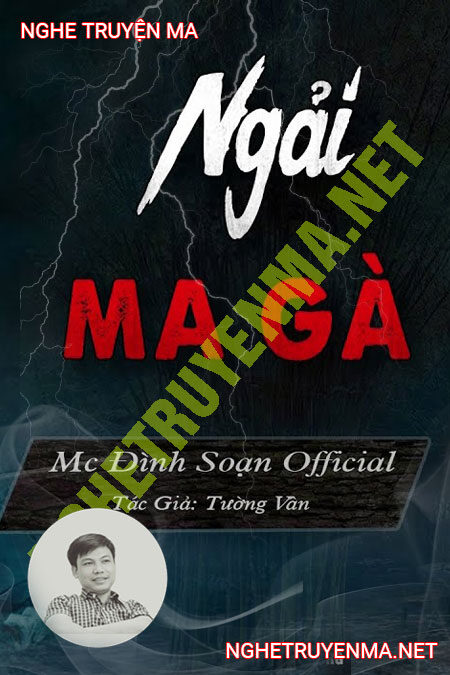 NGHE TRUYỆN MA
Ngải
MA GÀ
NGHETRUYENMA.NET
Mc Đình Soạn Official
Tác Giả: Tường Vân
NGHETRUYENMA.NET